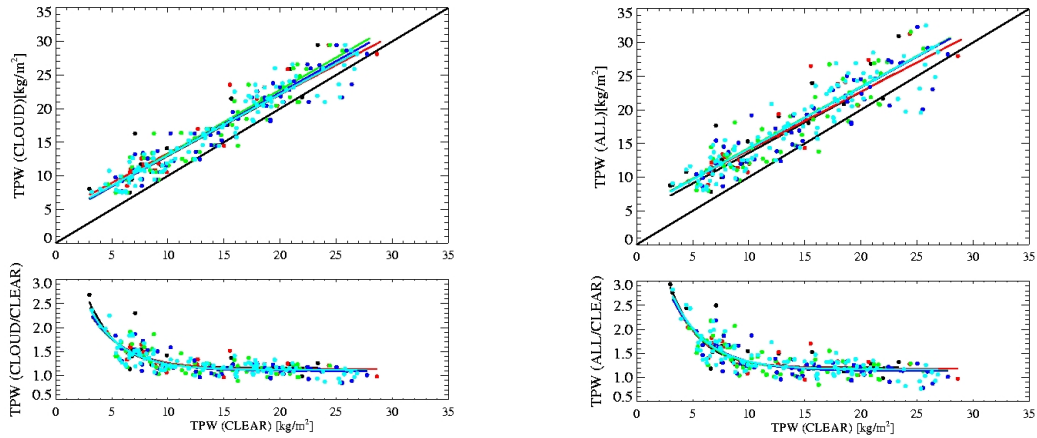 35
30
25
20
15
10
5
0
TPW (CLOUD)[kg/m²]
0 5 10 15 20 25 30 35
3.0
2.5
2.0
1.5
1.0
0.5
TPW (CLOUD/CLEAR)
0 5 10 15 20 25 30 35
TPW (CLEAR) [kg/m²]
35
30
25
20
15
10
5
0
TPW (ALL)[kg/m²]
0 5 10 15 20 25 30 35
3.0
2.5
2.0
1.5
1.0
0.5
TPW (ALL/CLEAR)
0 5 10 15 20 25 30 35
TPW (CLEAR) [kg/m²]